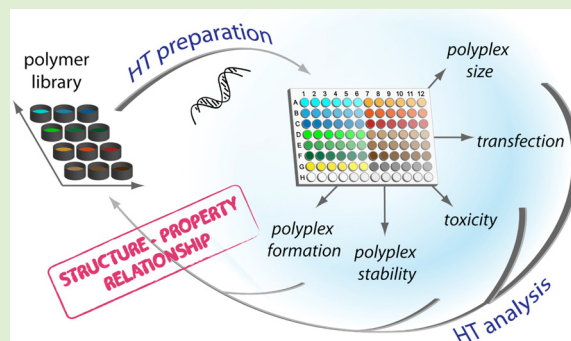 polymer
library
HT preparation
1 2 3 4 5 6 7 8 9 10 11 12
A
B
C
D
E
F
G
H
polyplex
size
transfection
toxicity
polyplex
stability
polyplex
formation
STRUCTURE - PROPERTY
RELATIONSHIP
HT analysis